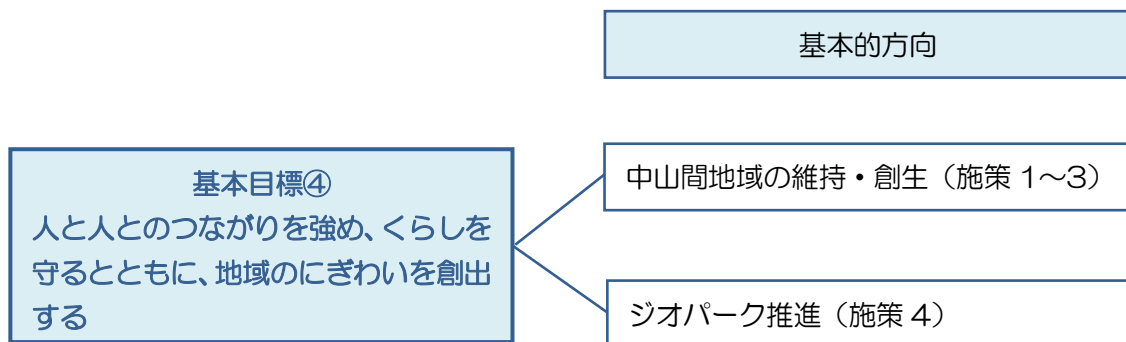 基本的方向
基本目標④
人と人とのつながりを強め、くらしを
守るとともに、地域のにぎわいを創出
する
中山間地域の維持・創生（施策 1～3）
ジオパーク推進（施策 4）